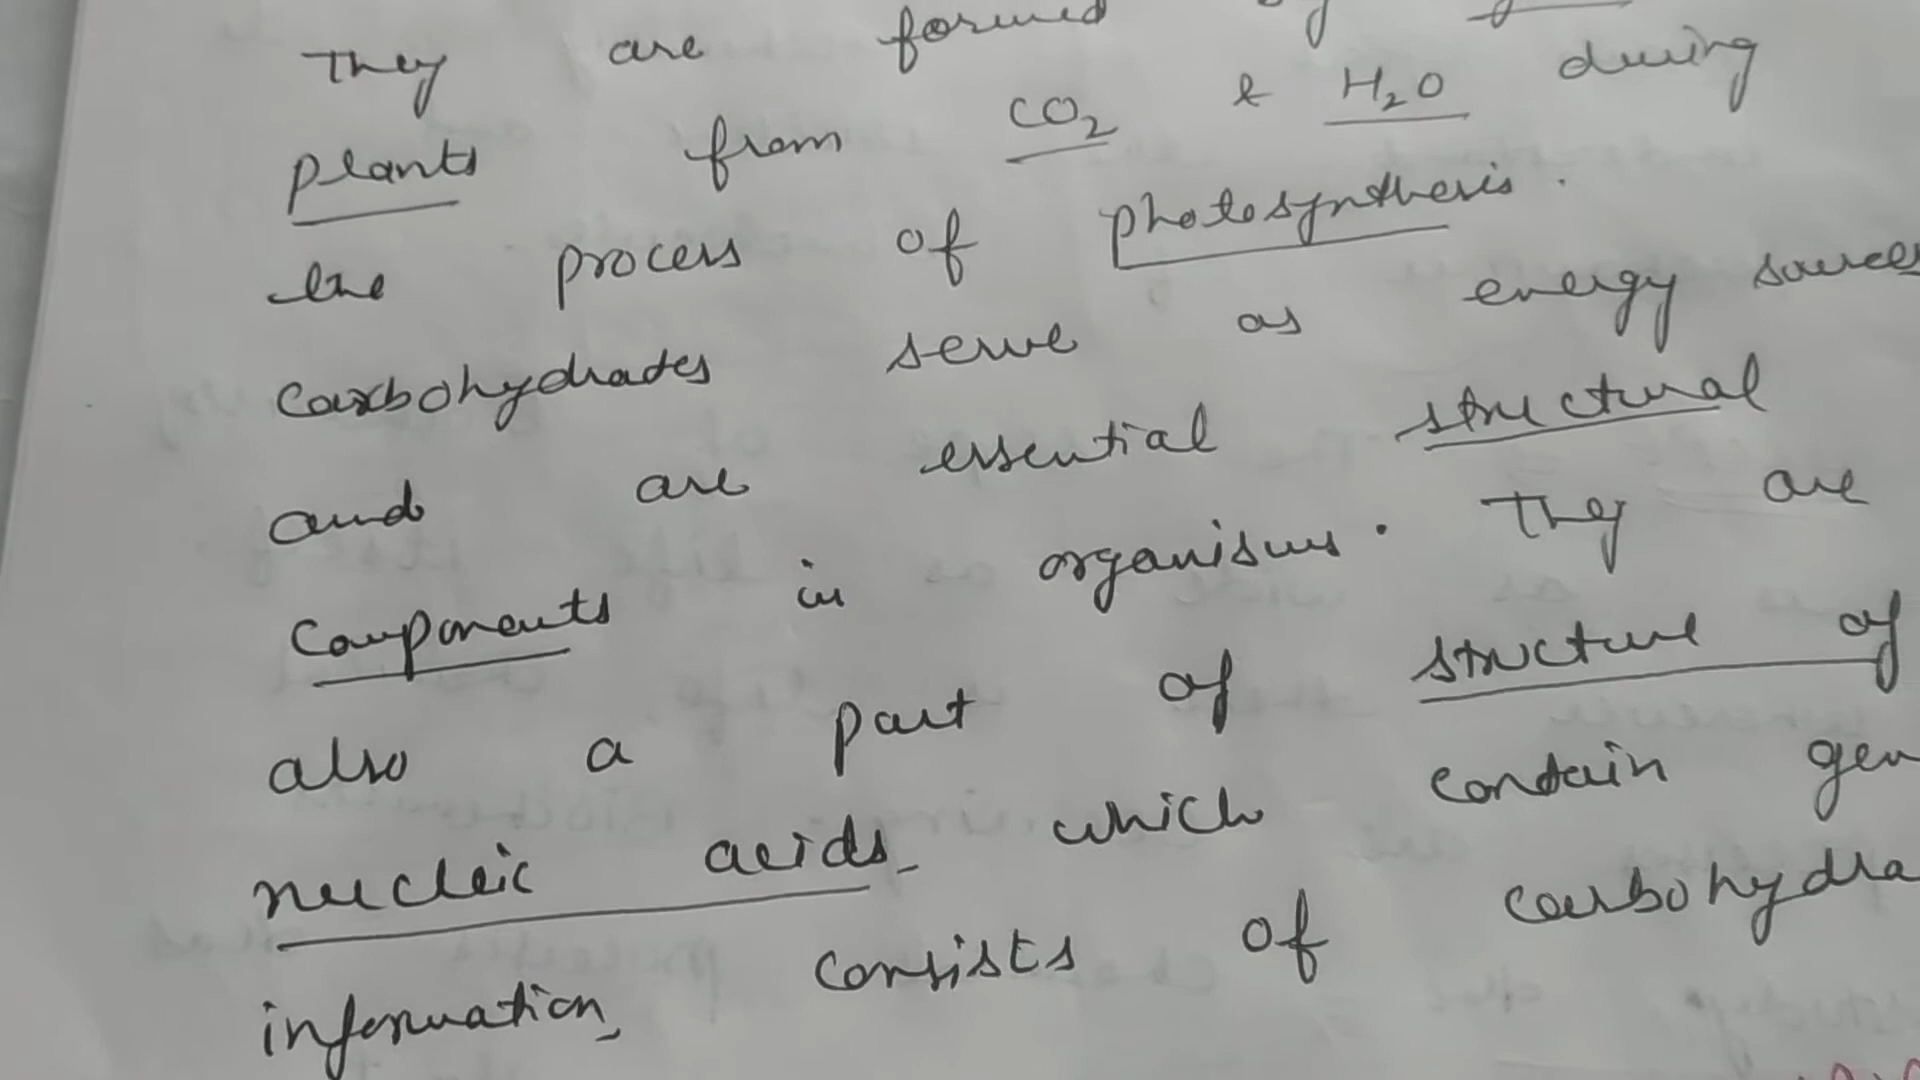 They are formed by
plants from CO2 & H2O during
the process of photosynthesis.
Carbohydrates serve as energy sources
and are essential structural
Components in organisms. They are
also a part of structure of
nucleic acids which contain gen
information consists of carbohydra